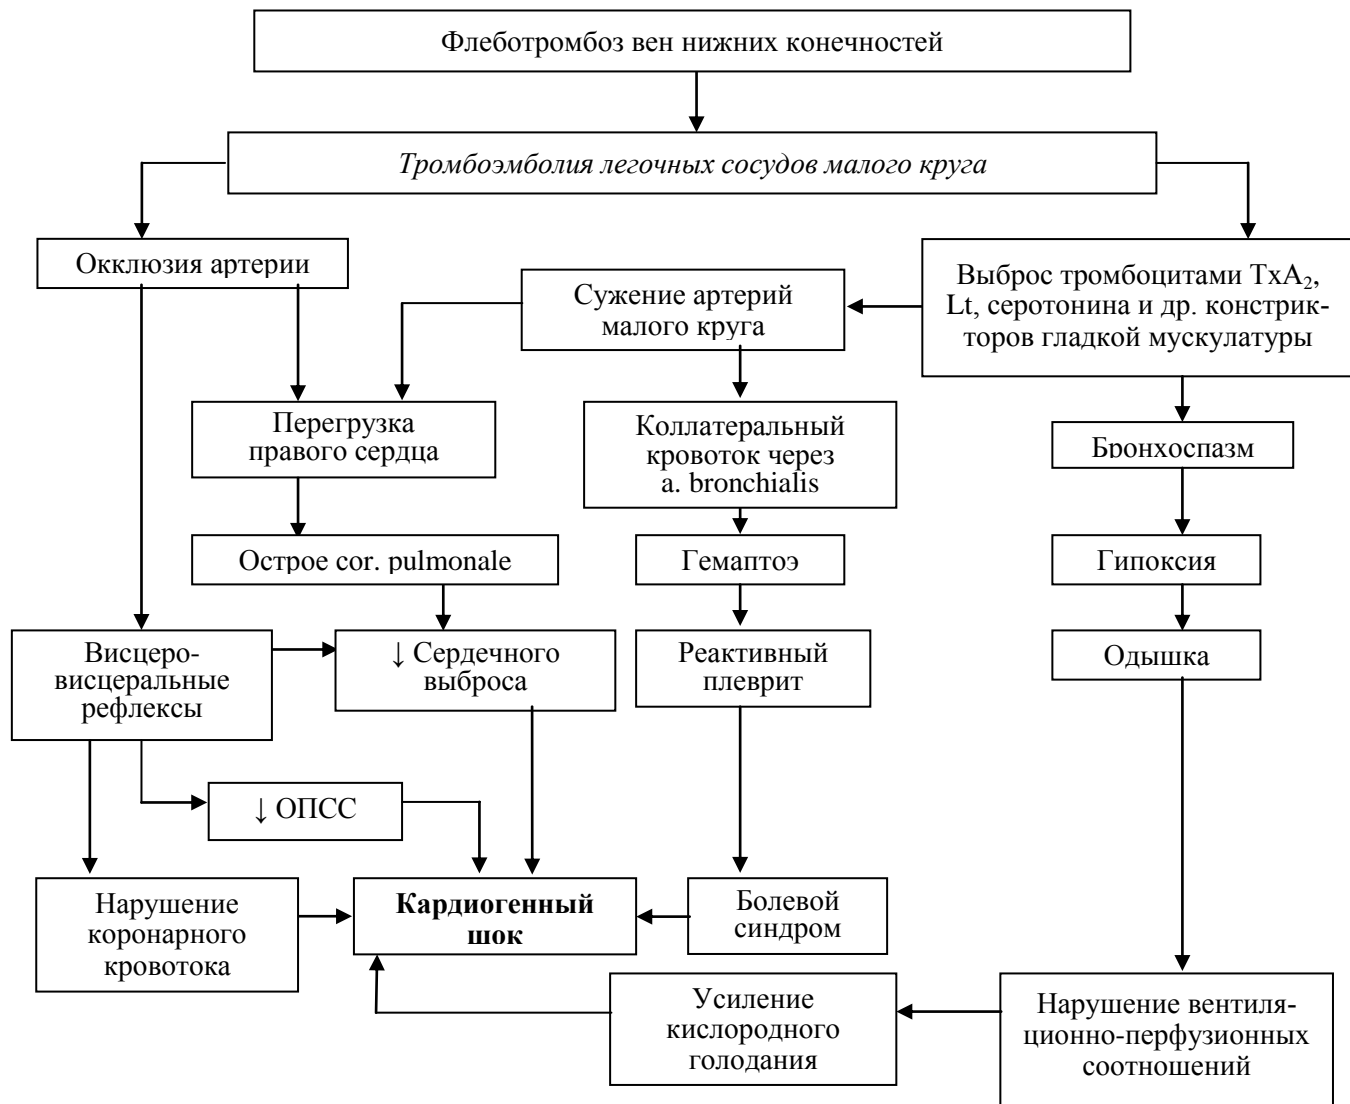 Флеботромбоз вен нижних конечностей
Тромбоэмболия легочных сосудов малого круга
Окклюзия артерии
Сужение артерий
малого круга
Выброс тромбоцитами TxA₂,
Lt, серотонина и др. констрик-
торов гладкой мускулатуры
Перегрузка
правого сердца
Коллатеральный
кровоток через
a. bronchialis
Бронхоспазм
Острое cor. pulmonale
Гемаптоэ
Гипоксия
Висцеро-
висцеральные
рефлексы
↓ Сердечного
выброса
Реактивный
плеврит
Одышка
↓ ОПСС
Нарушение
коронарного
кровотока
Кардиогенный
шок
Болевой
синдром
Усиление
кислородного
голодания
Нарушение вентиля-
ционно-перфузионных
соотношений